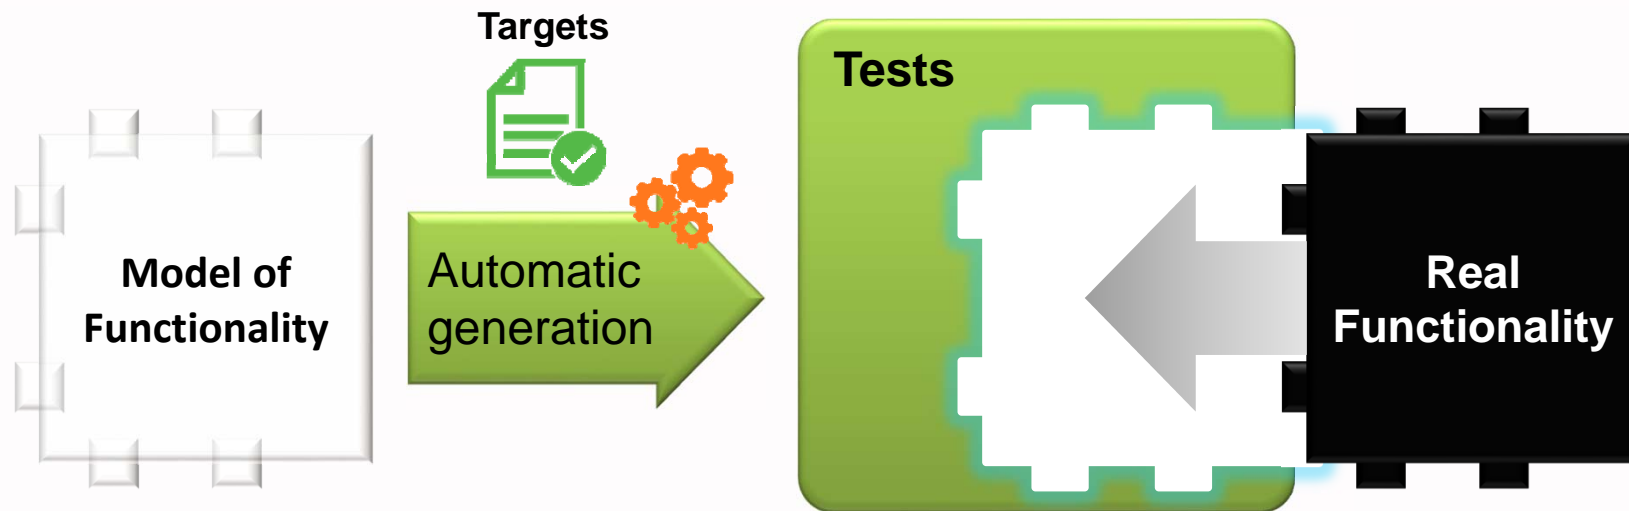 Targets
Tests
Model of
Functionality
Automatic
generation
Real
Functionality